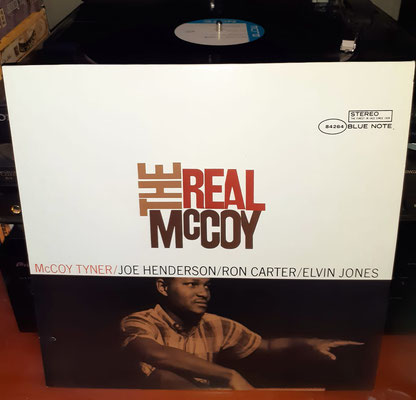 STEREO
84264 BLUE NOTE
THE REAL
McCOY
McCOY TYNER/JOE HENDERSON/RON CARTER/ELVIN JONES